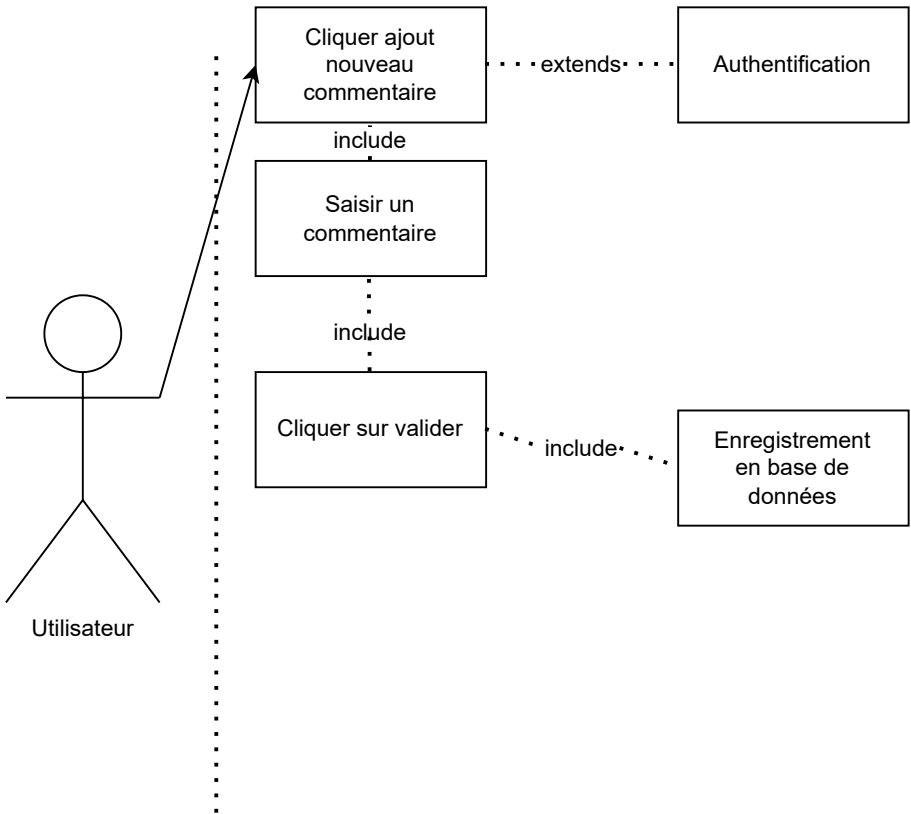 Cliquer ajout
nouveau
commentaire
extends
Authentification
include
Saisir un
commentaire
include
Cliquer sur valider
include
Enregistrement
en base de
données
Utilisateur